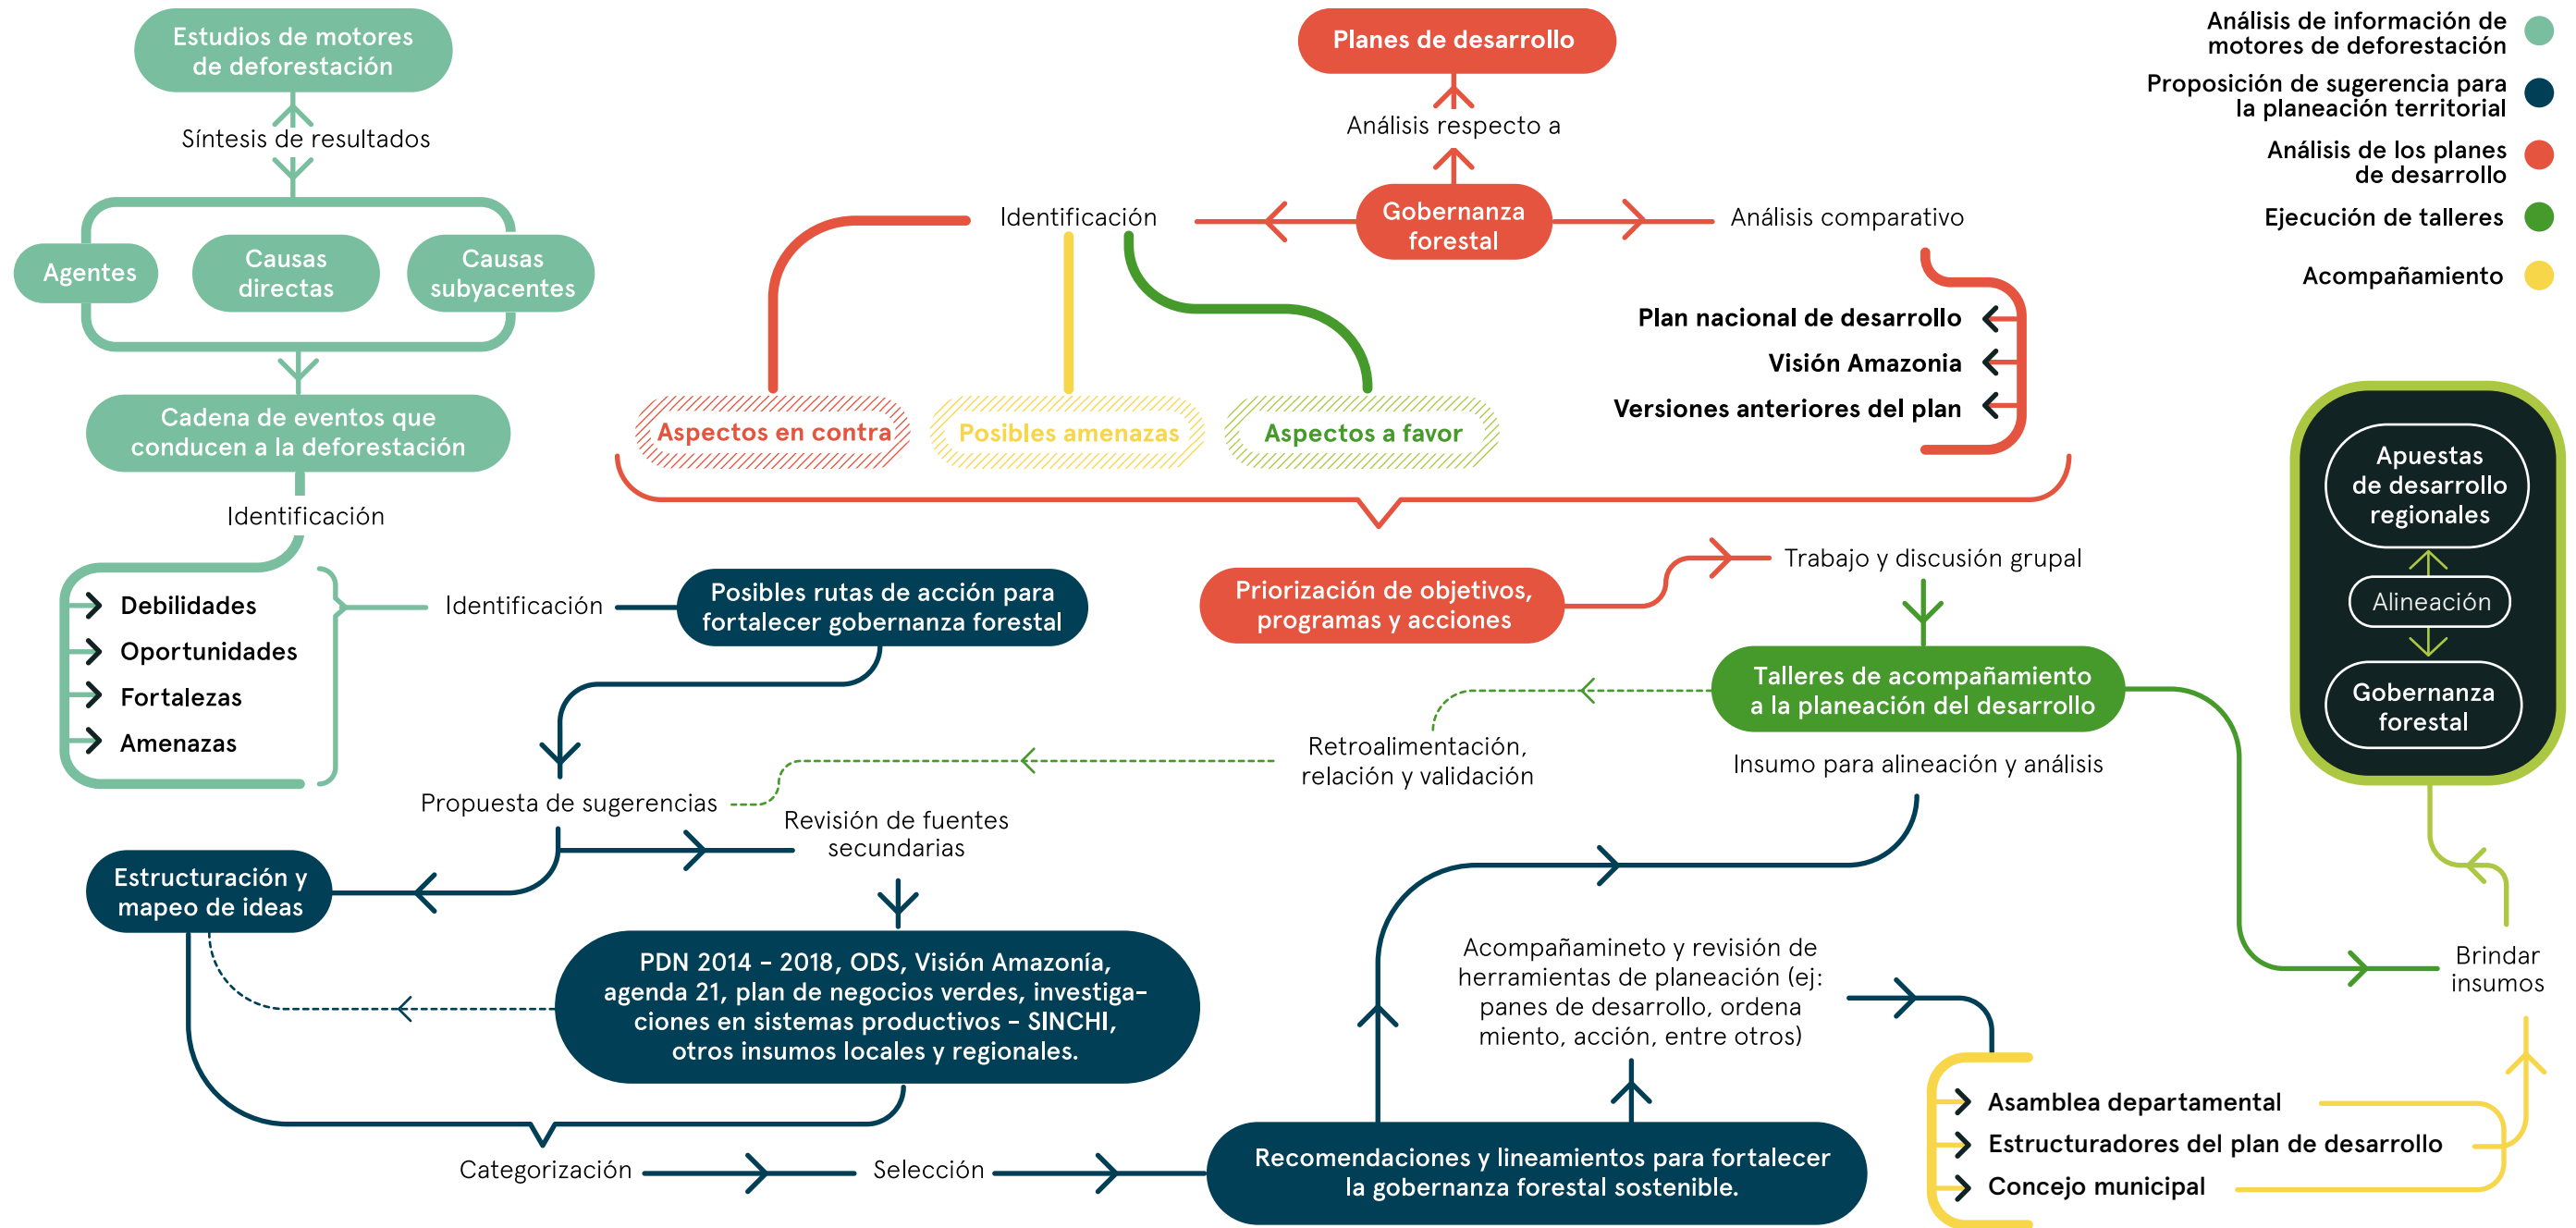 Estudios de motores
de deforestación
Síntesis de resultados
Agentes
Causas
directas
Causas
subyacentes
Cadena de eventos que
conducen a la deforestación
Identificación
Debilidades
Oportunidades
Fortalezas
Amenazas
Identificación
Posibles rutas de acción para
fortalecer gobernanza forestal
Propuesta de sugerencias
Revisión de fuentes
secundarias
Estructuración y
mapeo de ideas
PDN 2014 - 2018, ODS, Visión Amazonía,
agenda 21, plan de negocios verdes, investiga-
ciones en sistemas productivos - SINCHI,
otros insumos locales y regionales.
Categorización
Selección
Recomendaciones y lineamientos para fortalecer
la gobernanza forestal sostenible.
Planes de desarrollo
Análisis respecto a
Gobernanza
forestal
Identificación
Análisis comparativo
Plan nacional de desarrollo
Visión Amazonia
Versiones anteriores del plan
Aspectos en contra
Posibles amenazas
Aspectos a favor
Priorización de objetivos,
programas y acciones
Trabajo y discusión grupal
Talleres de acompañamiento
a la planeación del desarrollo
Retroalimentación,
relación y validación
Insumo para alineación y análisis
Acompañamineto y revisión de
herramientas de planeación (ej:
panes de desarrollo, ordena
miento, acción, entre otros)
Asamblea departamental
Estructuradores del plan de desarrollo
Concejo municipal
Brindar
insumos
Apuestas
de desarrollo
regionales
Alineación
Gobernanza
forestal
Análisis de información de
motores de deforestación
Proposición de sugerencia para
la planeación territorial
Análisis de los planes
de desarrollo
Ejecución de talleres
Acompañamiento